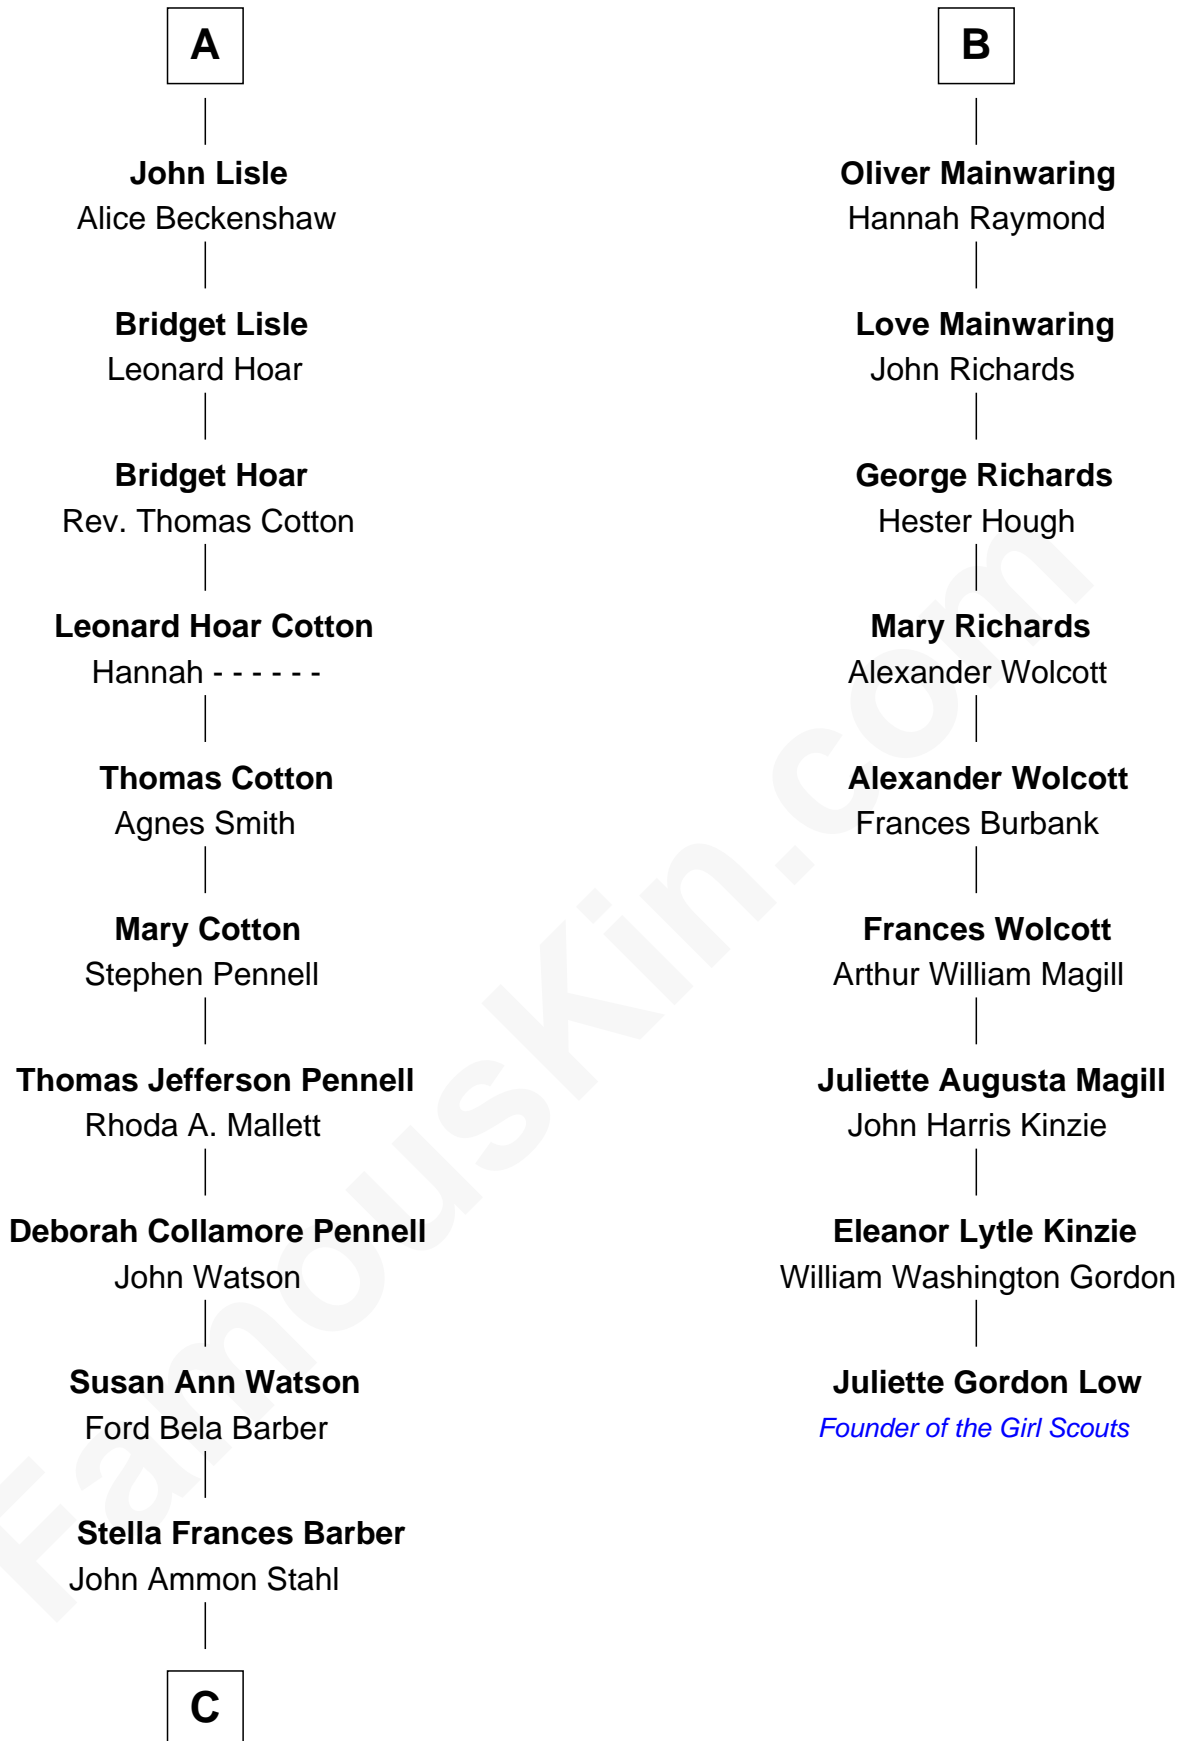 A
John Lisle
Alice Beckenshaw
Bridget Lisle
Leonard Hoar
Bridget Hoar
Rev. Thomas Cotton
Leonard Hoar Cotton
Hannah - - - - - -
Thomas Cotton
Agnes Smith
Mary Cotton
Stephen Pennell
Thomas Jefferson Pennell
Rhoda A. Mallett
Deborah Collamore Pennell
John Watson
Susan Ann Watson
Ford Bela Barber
Stella Frances Barber
John Ammon Stahl
C
B
Oliver Mainwaring
Hannah Raymond
Love Mainwaring
John Richards
George Richards
Hester Hough
Mary Richards
Alexander Wolcott
Alexander Wolcott
Frances Burbank
Frances Wolcott
Arthur William Magill
Juliette Augusta Magill
John Harris Kinzie
Eleanor Lytle Kinzie
William Washington Gordon
Juliette Gordon Low
Founder of the Girl Scouts
FamousKin.com